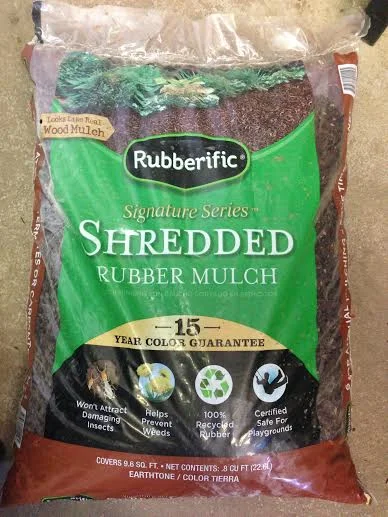 Looks Like Real
Wood Mulch
Rubberific®
Signature Series™
SHREDDED
RUBBER MULCH
15
YEAR COLOR GUARANTEE
Won't Attract
Damaging
Insects
Helps
Prevent
Weeds
100%
Recycled
Rubber
Certified
Safe For
Playgrounds
COVERS 9.6 SQ. FT. • NET CONTENTS: .8 CU FT (22.6L)
EARTHTONE / COLOR TIERRA